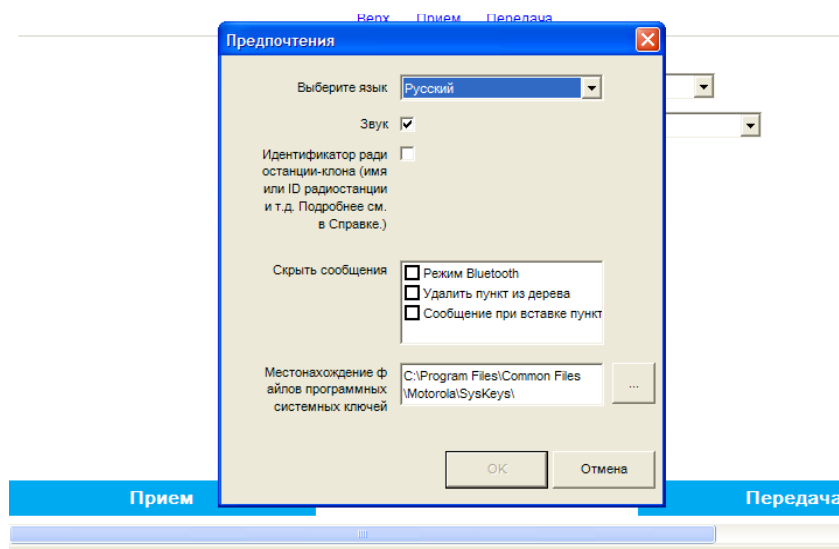 Верх Прием Передача
Предпочтения
Выберите язык Русский
Звук
Идентификатор ради
останции-клона (имя
или ID радиостанции
и т.д. Подробнее см.
в Справке.)
Скрыть сообщения
Режим Bluetooth
Удалить пункт из дерева
Сообщение при вставке пункт
Местонахождение ф
айлов программных
системных ключей
C:\Program Files\Common Files
\Motorola\SysKeys\
...
OK Отмена
Прием Передача